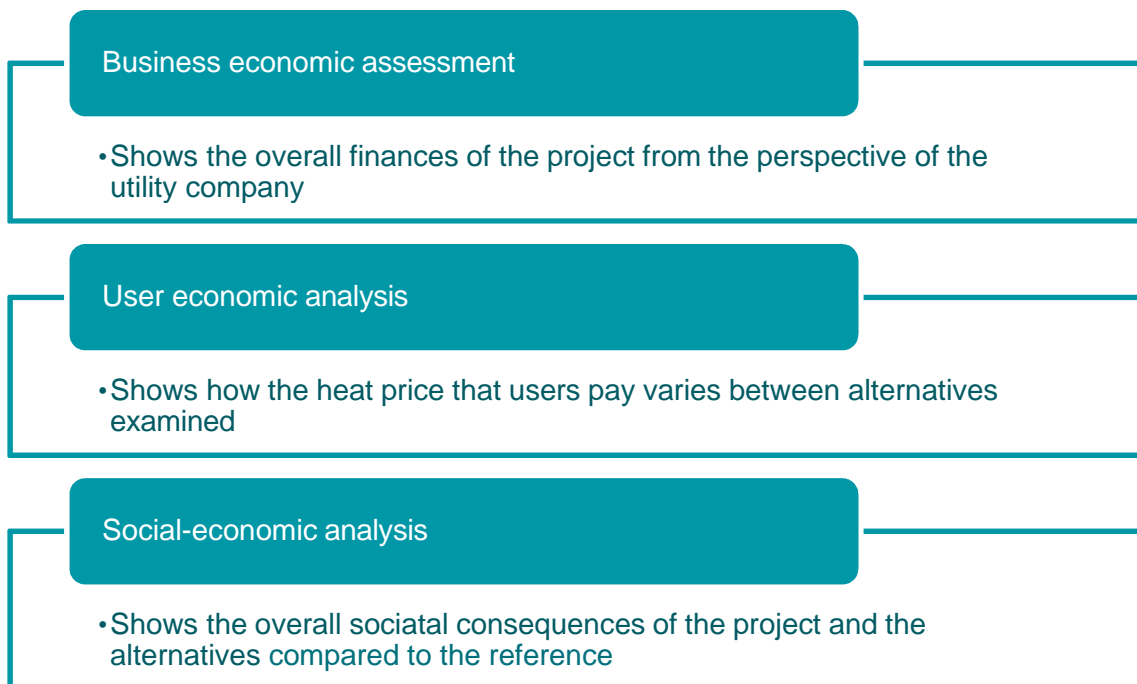 Business economic assessment
•Shows the overall finances of the project from the perspective of the
utility company
User economic analysis
•Shows how the heat price that users pay varies between alternatives
examined
Social-economic analysis
•Shows the overall sociatal consequences of the project and the
alternatives compared to the reference